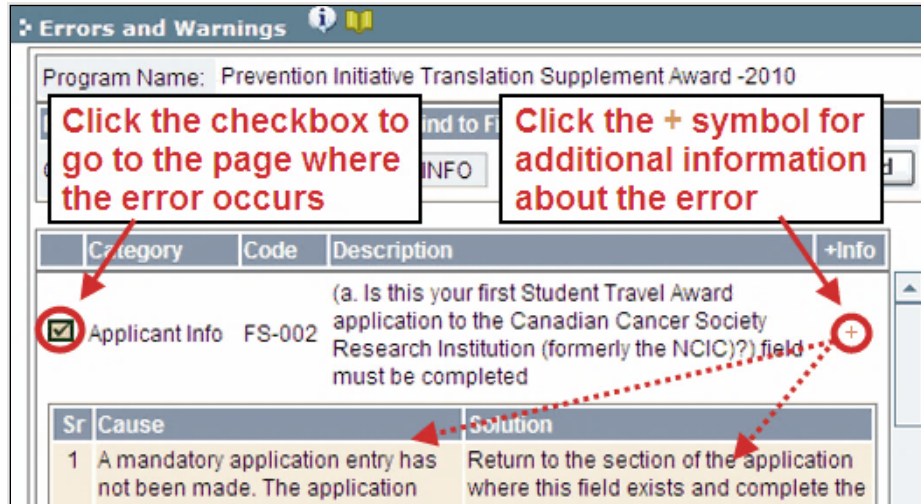 Errors and Warnings
Program Name: Prevention Initiative Translation Supplement Award -2010
Click the checkbox to
go to the page where
the error occurs
ind to Fi
INFO
Click the + symbol for
additional information
about the error
Category Code Description +Info
Applicant Info FS-002 (a. Is this your first Student Travel Award
application to the Canadian Cancer Society
Research Institution (formerly the NCIC)?) field
must be completed
+
Sr Cause Solution
1 A mandatory application entry has Return to the section of the application
not been made. The application where this field exists and complete the